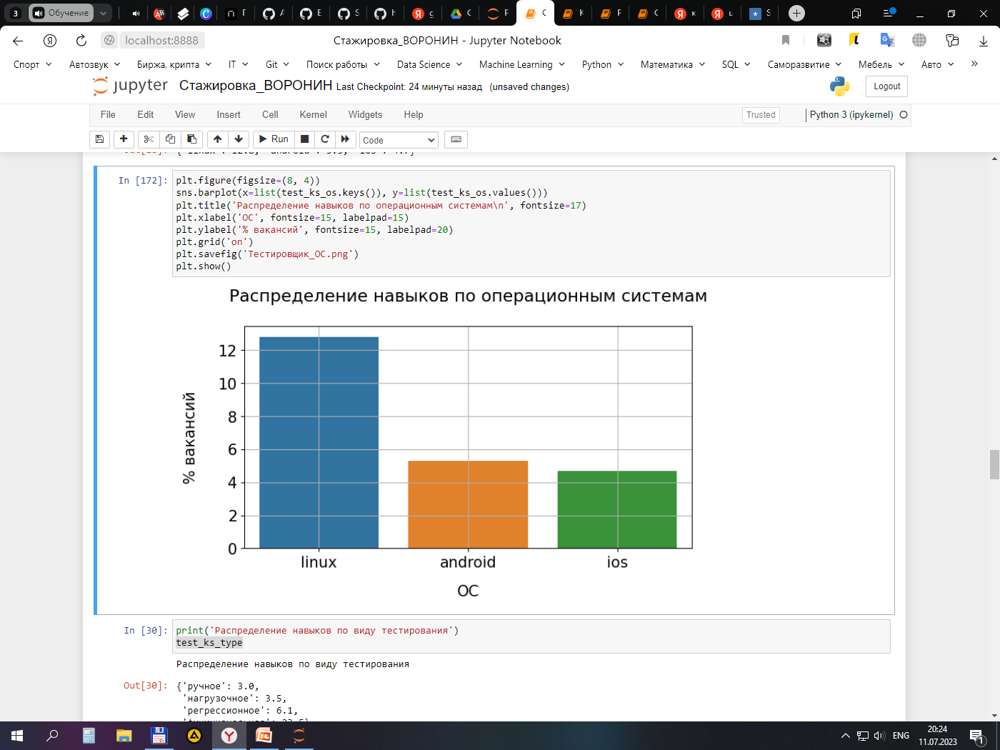 3 Обучение
localhost:8888 Стажировка_ВОРОНИН - Jupyter Notebook
Спорт Автозвук Биржа, крипта IT Git Поиск работы Data Science Machine Learning Python Математика SQL Саморазвитие Мебель Авто »
jupyter Стажировка_ВОРОНИН Last Checkpoint: 24 минуты назад (unsaved changes) Logout
File Edit View Insert Cell Kernel Widgets Help Trusted Python 3 (ipykernel)
Run Code
In [172]: plt.figure(figsize=(8, 4))
sns.barplot(x=list(test_ks_os.keys()), y=list(test_ks_os.values()))
plt.title('Распределение навыков по операционным системам\n', fontsize=17)
plt.xlabel('ОС', fontsize=15, labelpad=15)
plt.ylabel('% вакансий', fontsize=15, labelpad=20)
plt.grid('on')
plt.savefig('Тестировщик_ОС.png')
plt.show()
Распределение навыков по операционным системам
12
10
8
6
4
2
0
% вакансий
linux android ios
ОС
In [30]: print('Распределение навыков по виду тестирования')
test_ks_type
Распределение навыков по виду тестирования
Out[30]: {'ручное': 3.0,
'нагрузочное': 3.5,
'регрессионное': 6.1,
ENG 20:24
11.07.2023
1